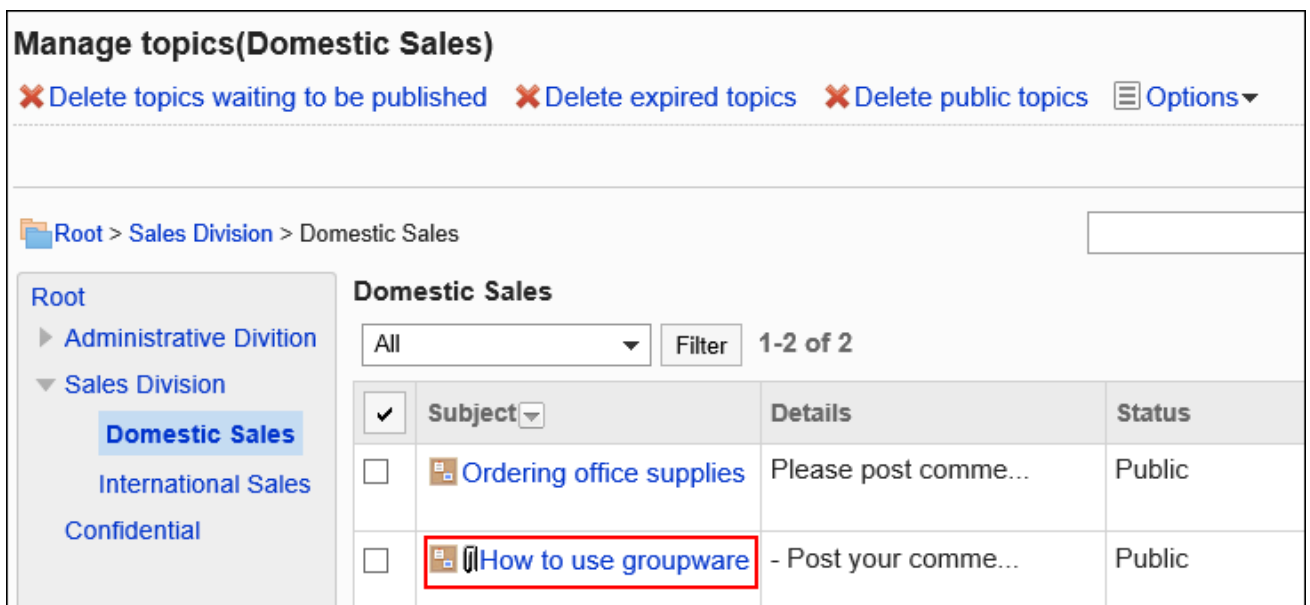 Manage topics(Domestic Sales)
Delete topics waiting to be published Delete expired topics Delete public topics Options
Root > Sales Division > Domestic Sales
Root
Administrative Divition
Sales Division
Domestic Sales
International Sales
Confidential
Domestic Sales
All Filter 1-2 of 2
Subject Details Status
Ordering office supplies Please post comme... Public
How to use groupware - Post your comme... Public